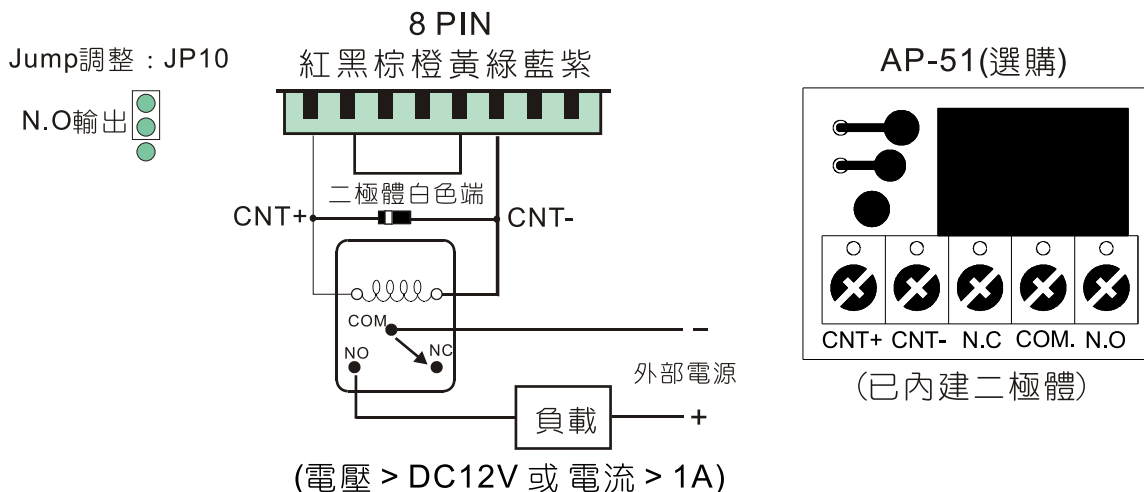 8 PIN
Jump調整：JP10
紅黑棕橙黃綠藍紫
N.O輸出
二極體白色端
CNT+
CNT-
COM
NO
NC
−
外部電源
負載
+
(電壓 > DC12V 或 電流 > 1A)
AP-51(選購)
CNT+ CNT- N.C COM. N.O
(已內建二極體)